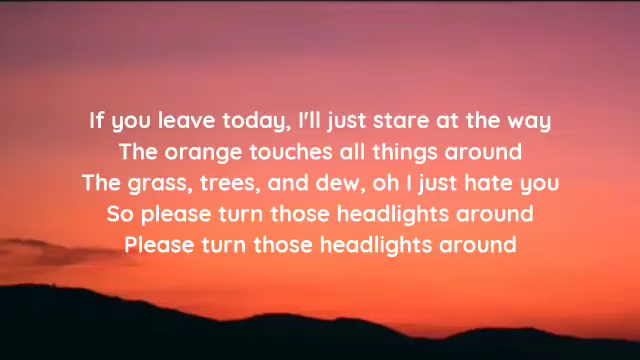 If you leave today, I'll just stare at the way
The orange touches all things around
The grass, trees, and dew, oh I just hate you
So please turn those headlights around
Please turn those headlights around